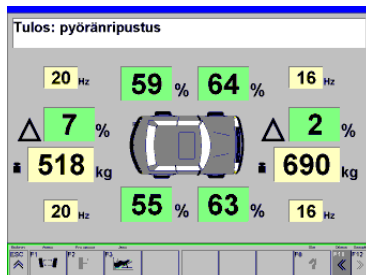 Tulos: pyöränripustus
20 Hz 59 % 64 % 16 Hz
7 % 2 %
518 kg 690 kg
20 Hz 55 % 63 % 16 Hz
ESC F1 F2 F3 F8 F12